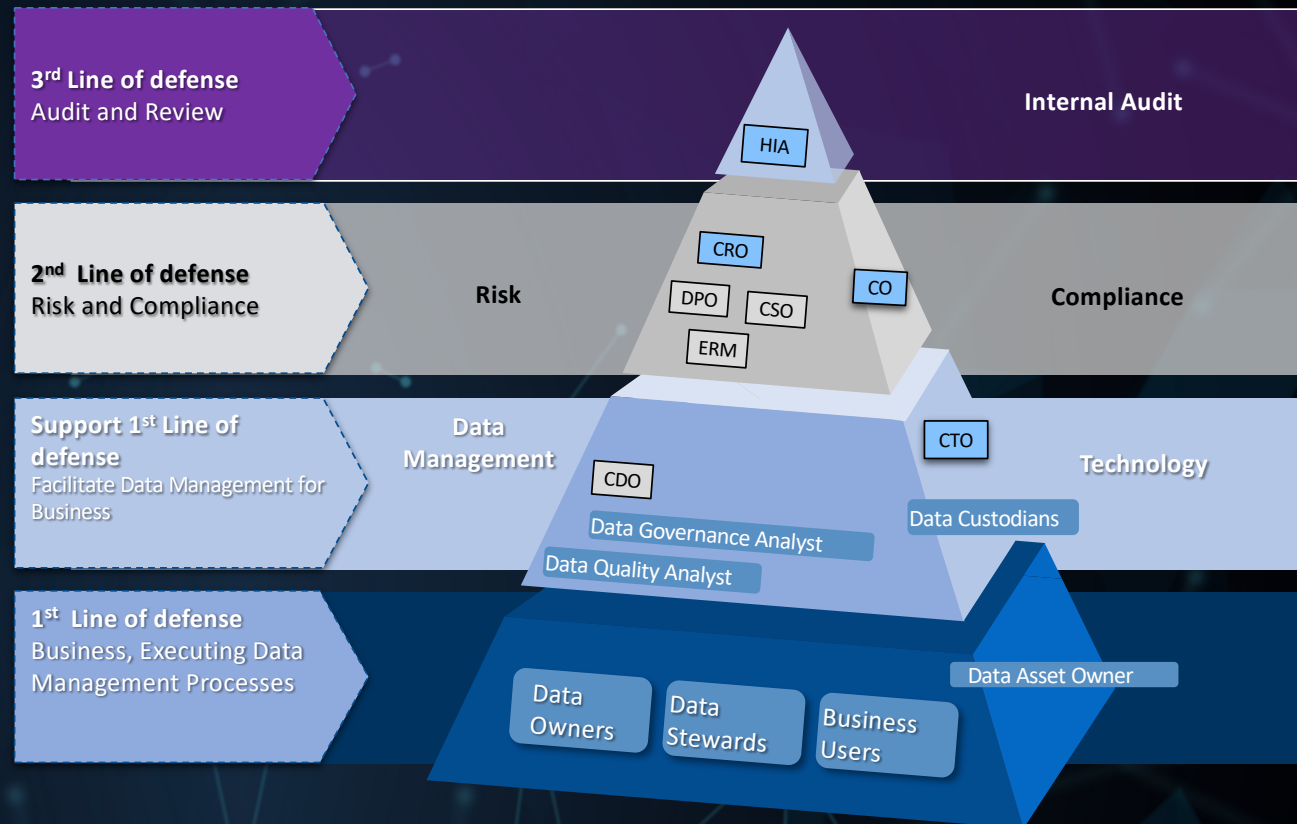 3rd Line of defense
Audit and Review
HIA
Internal Audit
2nd Line of defense
Risk and Compliance
Risk
CRO
DPO
CSO
ERM
CO
Compliance
Support 1st Line of
defense
Facilitate Data Management for
Business
Data
Management
CDO
Data Governance Analyst
Data Quality Analyst
CTO
Technology
Data Custodians
1st Line of defense
Business, Executing Data
Management Processes
Data
Owners
Data
Stewards
Business
Users
Data Asset Owner